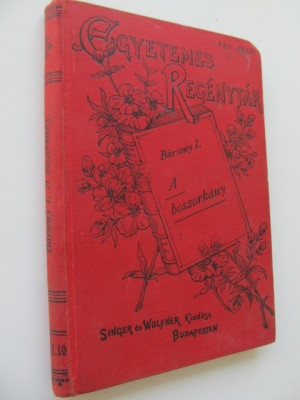 EGYETEMES
REGÉNYTÁR
Bársony I.
A
boszorkány
SINGER ÉS WOLFNER KIADÁSA
BUDAPESTEN